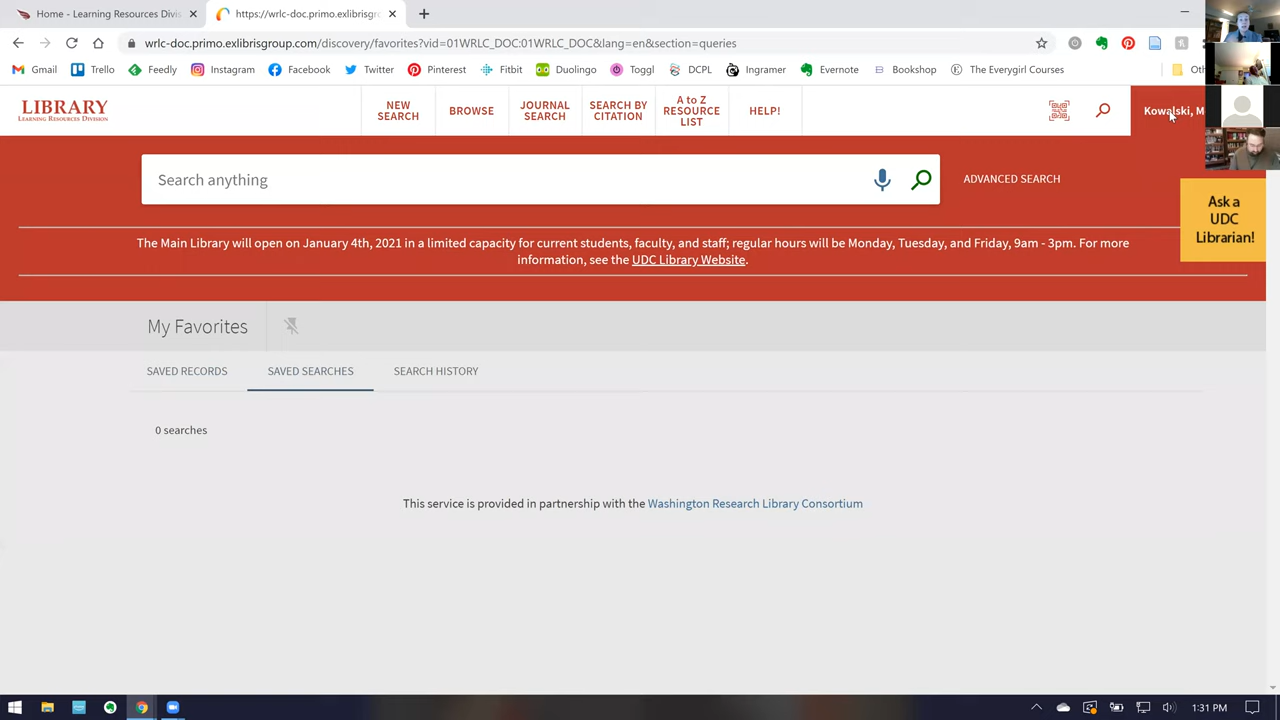 Home - Learning Resources Divis
https://wrlc-doc.primo.exlibrisgr
wrlc-doc.primo.exlibrisgroup.com/discovery/favorites?vid=01WRLC_DOC:01WRLC_DOC&lang=en&section=queries
Gmail Trello Feedly Instagram Facebook Twitter Pinterest Fitbit Duolingo Toggl DCPL Ingramer Evernote Bookshop The Everygirl Courses Oth
LIBRARY
LEARNING RESOURCES DIVISION
NEW
SEARCH
BROWSE
JOURNAL
SEARCH
SEARCH BY
CITATION
A to Z
RESOURCE
LIST
HELP!
Kowalski, M
Search anything
ADVANCED SEARCH
Ask a
UDC
Librarian!
The Main Library will open on January 4th, 2021 in a limited capacity for current students, faculty, and staff; regular hours will be Monday, Tuesday, and Friday, 9am - 3pm. For more
information, see the UDC Library Website.
My Favorites
SAVED RECORDS SAVED SEARCHES SEARCH HISTORY
0 searches
This service is provided in partnership with the Washington Research Library Consortium
1:31 PM